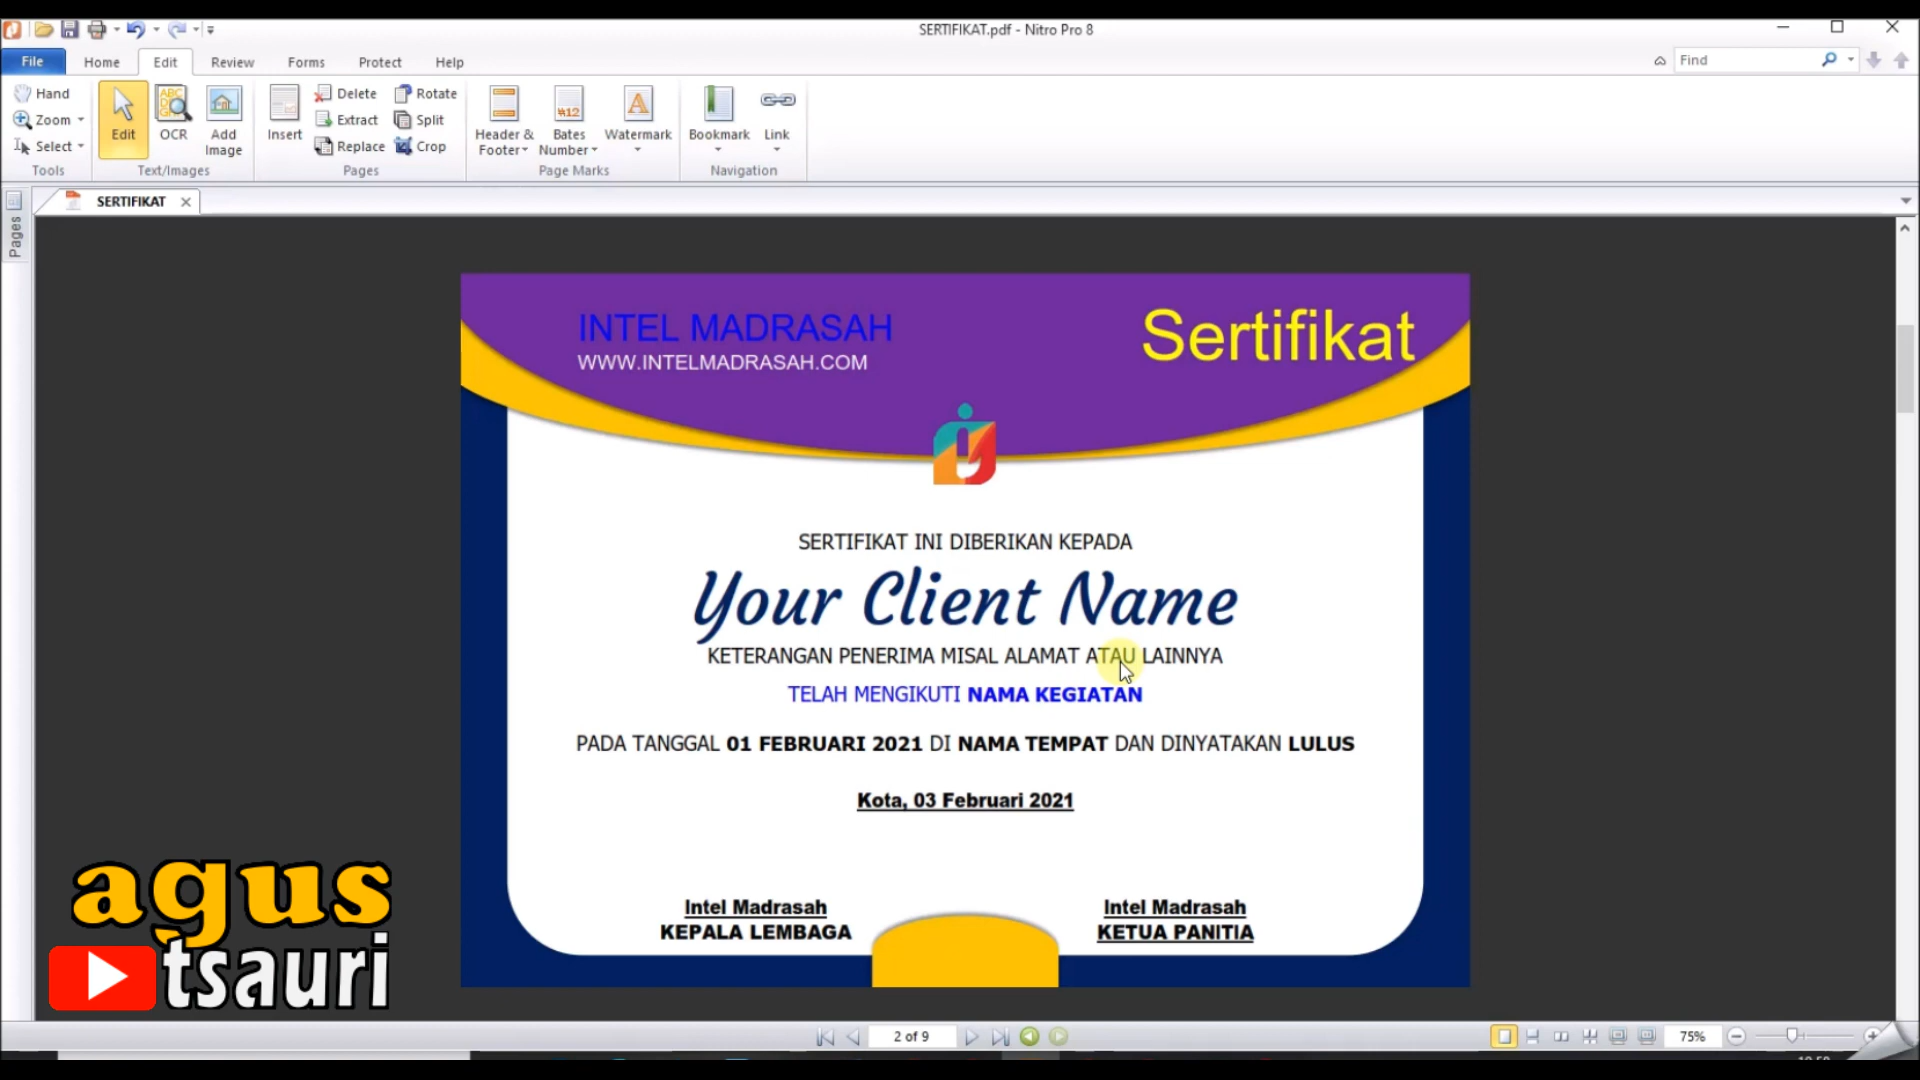 SERTIFIKAT.pdf - Nitro Pro 8
File Home Edit Review Forms Protect Help
Find
Hand
Zoom
Select
Tools
Edit
OCR
Add Image
Text/Images
Insert
Delete
Extract
Replace
Rotate
Split
Crop
Pages
Header & Footer
Bates Number
Watermark
Page Marks
Bookmark
Link
Navigation
SERTIFIKAT
Pages
INTEL MADRASAH
WWW.INTELMADRASAH.COM
Sertifikat
SERTIFIKAT INI DIBERIKAN KEPADA
Your Client Name
KETERANGAN PENERIMA MISAL ALAMAT ATAU LAINNYA
TELAH MENGIKUTI NAMA KEGIATAN
PADA TANGGAL 01 FEBRUARI 2021 DI NAMA TEMPAT DAN DINYATAKAN LULUS
Kota, 03 Februari 2021
Intel Madrasah
KEPALA LEMBAGA
Intel Madrasah
KETUA PANITIA
agus
tsauri
2 of 9
75%